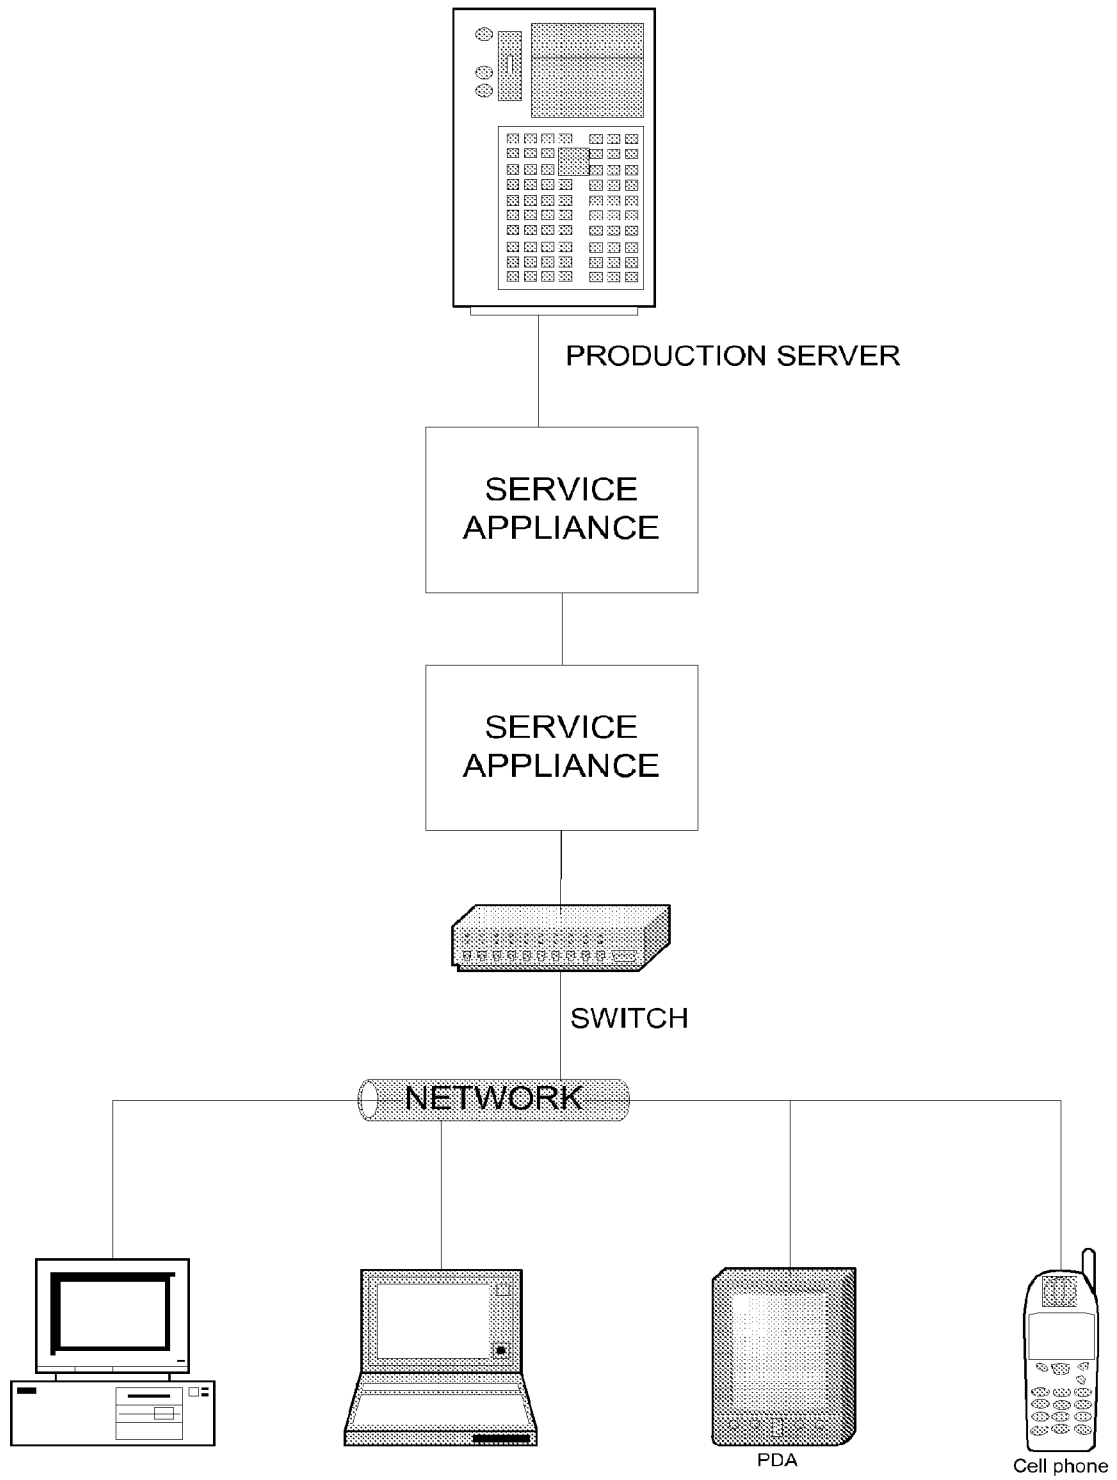 PRODUCTION SERVER
SERVICE
APPLIANCE
SERVICE
APPLIANCE
SWITCH
NETWORK
PDA
Cell phone